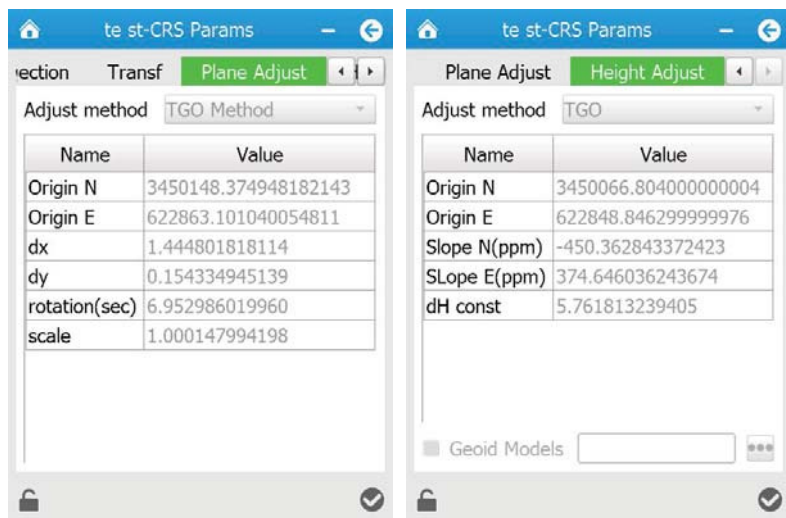 te st-CRS Params
ection Transf Plane Adjust
Adjust method TGO Method
Name Value
Origin N 3450148.374948182143
Origin E 622863.101040054811
dx 1.444801818114
dy 0.154334945139
rotation(sec) 6.952986019960
scale 1.000147994198
te st-CRS Params
Plane Adjust Height Adjust
Adjust method TGO
Name Value
Origin N 3450066.804000000004
Origin E 622848.846299999976
Slope N(ppm) -450.362843372423
SLope E(ppm) 374.646036243674
dH const 5.761813239405
Geoid Models